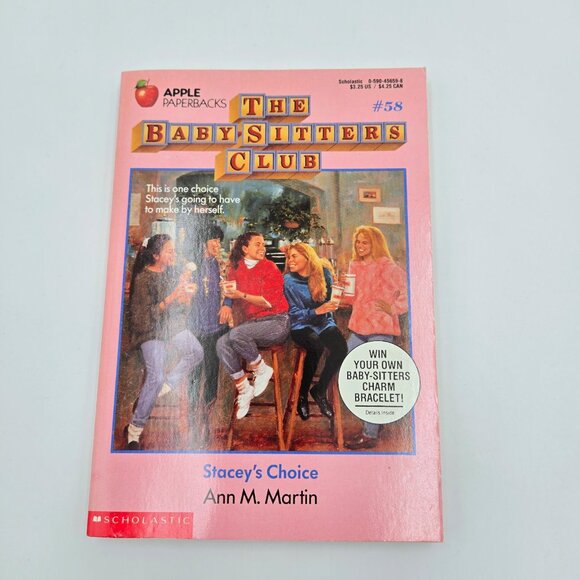 APPLE
PAPERBACKS
Scholastic 0-590-45659-8
$3.25 US / $4.25 CAN
#58
THE
BABY-SITTERS
CLUB
This is one choice
Stacey's going to have
to make by herself.
WIN
YOUR OWN
BABY-SITTERS
CHARM
BRACELET!
Details Inside
Stacey's Choice
Ann M. Martin
SCHOLASTIC